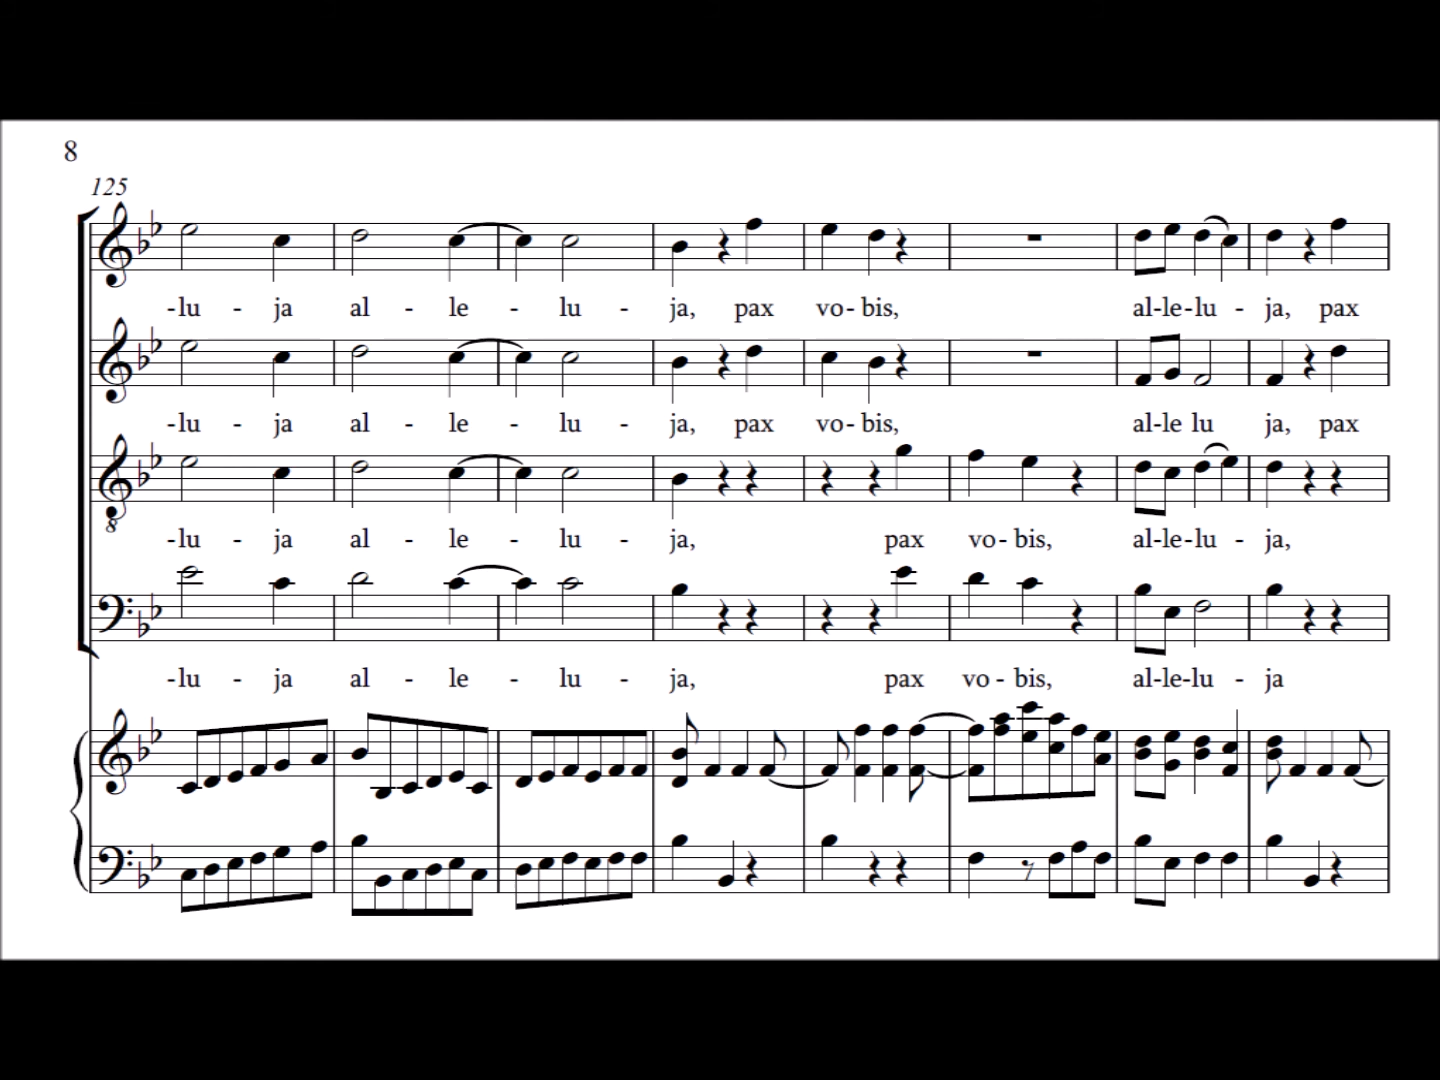 8
125
-lu - ja al - le - lu - ja, pax vo- bis, al-le-lu - ja, pax
-lu - ja al - le - lu - ja, pax vo- bis, al-le lu ja, pax
8
-lu - ja al - le - lu - ja, pax vo- bis, al-le-lu - ja,
-lu - ja al - le - lu - ja, pax vo - bis, al-le-lu - ja